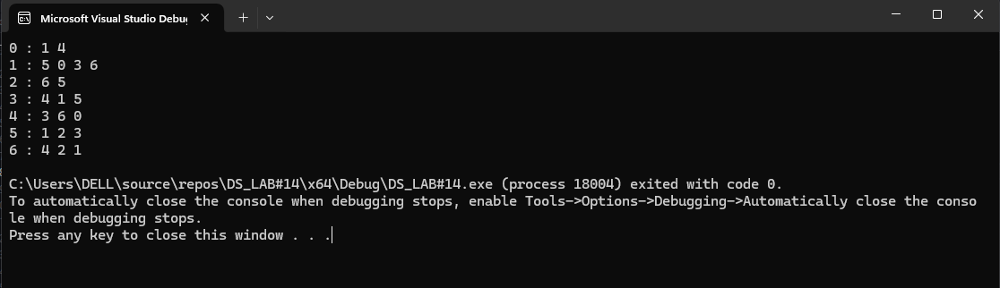 Microsoft Visual Studio Debug
0 : 1 4
1 : 5 0 3 6
2 : 6 5
3 : 4 1 5
4 : 3 6 0
5 : 1 2 3
6 : 4 2 1
C:\Users\DELL\source\repos\DS_LAB#14\x64\Debug\DS_LAB#14.exe (process 18004) exited with code 0.
To automatically close the console when debugging stops, enable Tools->Options->Debugging->Automatically close the conso
le when debugging stops.
Press any key to close this window . . .